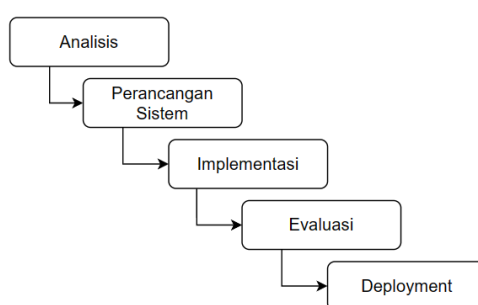 Analisis
Perancangan
Sistem
Implementasi
Evaluasi
Deployment